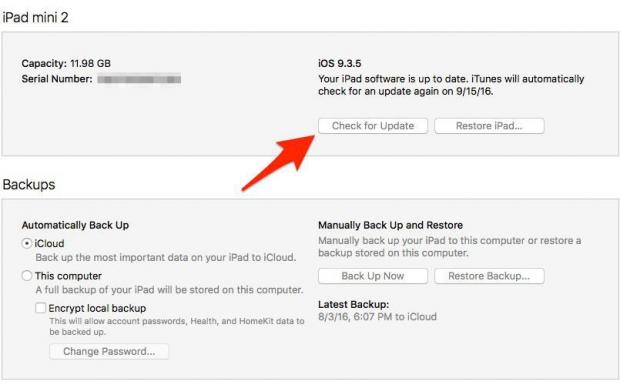 iPad mini 2
Capacity: 11.98 GB
Serial Number:
iOS 9.3.5
Your iPad software is up to date. iTunes will automatically
check for an update again on 9/15/16.
Check for Update
Restore iPad...
Backups
Automatically Back Up
iCloud
Back up the most important data on your iPad to iCloud.
This computer
A full backup of your iPad will be stored on this computer.
Encrypt local backup
This will allow account passwords, Health, and HomeKit data to
be backed up.
Change Password...
Manually Back Up and Restore
Manually back up your iPad to this computer or restore a
backup stored on this computer.
Back Up Now
Restore Backup...
Latest Backup:
8/3/16, 6:07 PM to iCloud